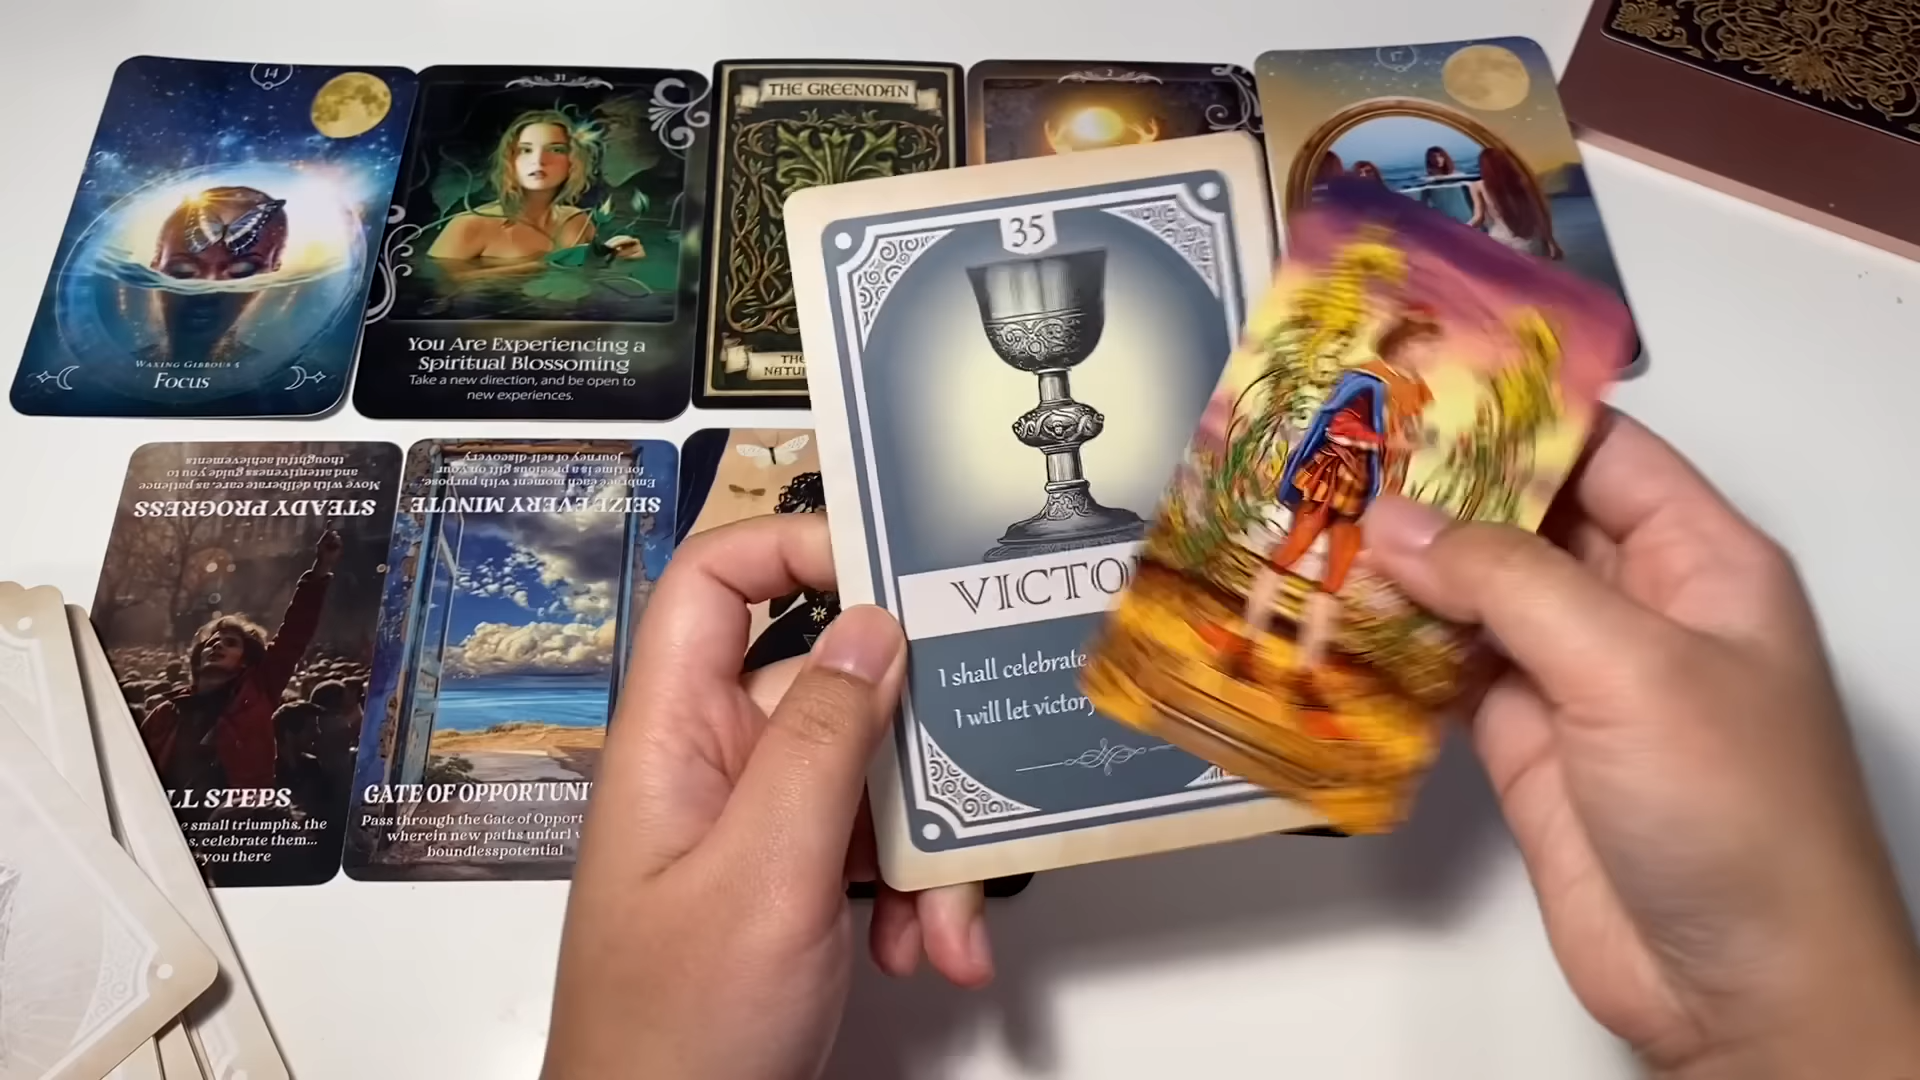 14
WAXING GIBBOUS 5
Focus
31
You Are Experiencing a
Spiritual Blossoming
Take a new direction, and be open to
new experiences.
THE GREENMAN
THE
NATU
2
17
35
VICTO
I shall celebrate
I will let victory
Move with deliberate care, as patience
and attentiveness guide you to
thoughtful achievements
STEADY PROGRESS
LL STEPS
e small triumphs, the
s, celebrate them...
you there
Embrace each moment with purpose,
for time is a precious gift on your
journey of self-discovery
SEIZE EVERY MINUTE
GATE OF OPPORTUNI
Pass through the Gate of Opport
wherein new paths unfurl
boundlesspotential